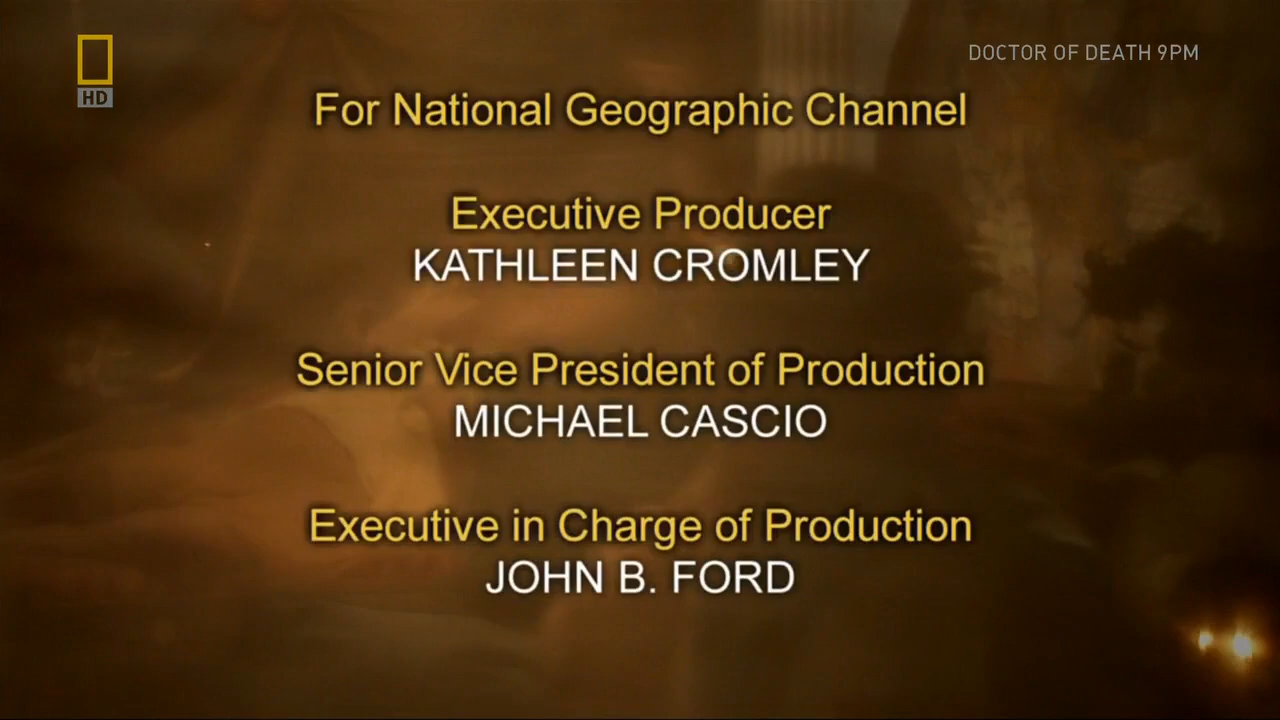 HD
DOCTOR OF DEATH 9PM
For National Geographic Channel
Executive Producer
KATHLEEN CROMLEY
Senior Vice President of Production
MICHAEL CASCIO
Executive in Charge of Production
JOHN B. FORD